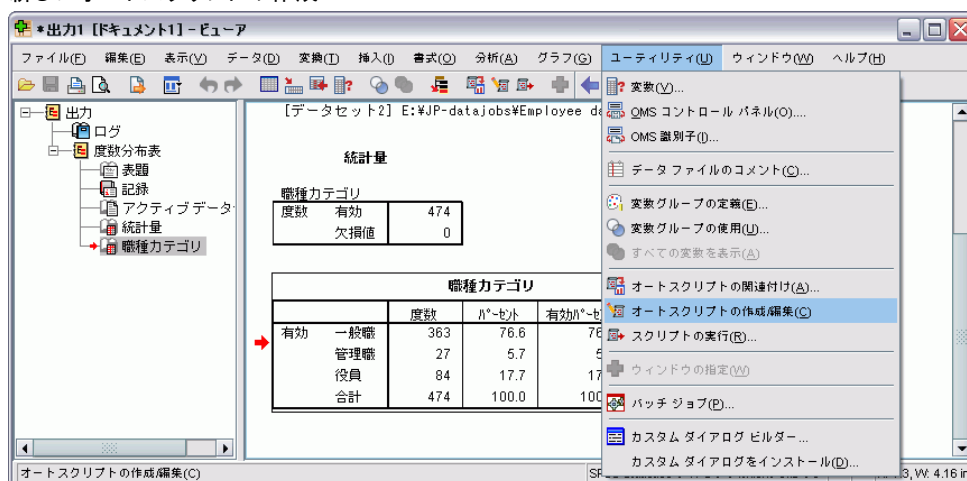 *出力1 [ドキュメント1] - ビューア
ファイル(F) 編集(E) 表示(V) データ(D) 変換(T) 挿入(I) 書式(O) 分析(A) グラフ(G) ユーティリティ(U) ウィンドウ(W) ヘルプ(H)
出力
ログ
度数分布表
表題
記録
アクティブ データ
統計量
職種カテゴリ
[データセット2] E:¥JP-data¥jobs¥Employee
統計量
職種カテゴリ
度数 有効 474
欠損値 0
職種カテゴリ
度数 パーセント
有効 一般職 363 76.6
管理職 27 5.7
役員 84 17.7
合計 474 100.0
変数(V)...
OMS コントロール パネル(O)....
OMS 識別子(I)...
データ ファイルのコメント(C)...
変数グループの定義(E)...
変数グループの使用(U)...
すべての変数を表示(A)
オートスクリプトの関連付け(A)...
オートスクリプトの作成/編集(C)
スクリプトの実行(R)...
ウィンドウの指定(W)
バッチ ジョブ(P)...
カスタム ダイアログ ビルダー...
カスタム ダイアログをインストール(D)...
オートスクリプトの作成/編集(C)
3, W: 4.16 in